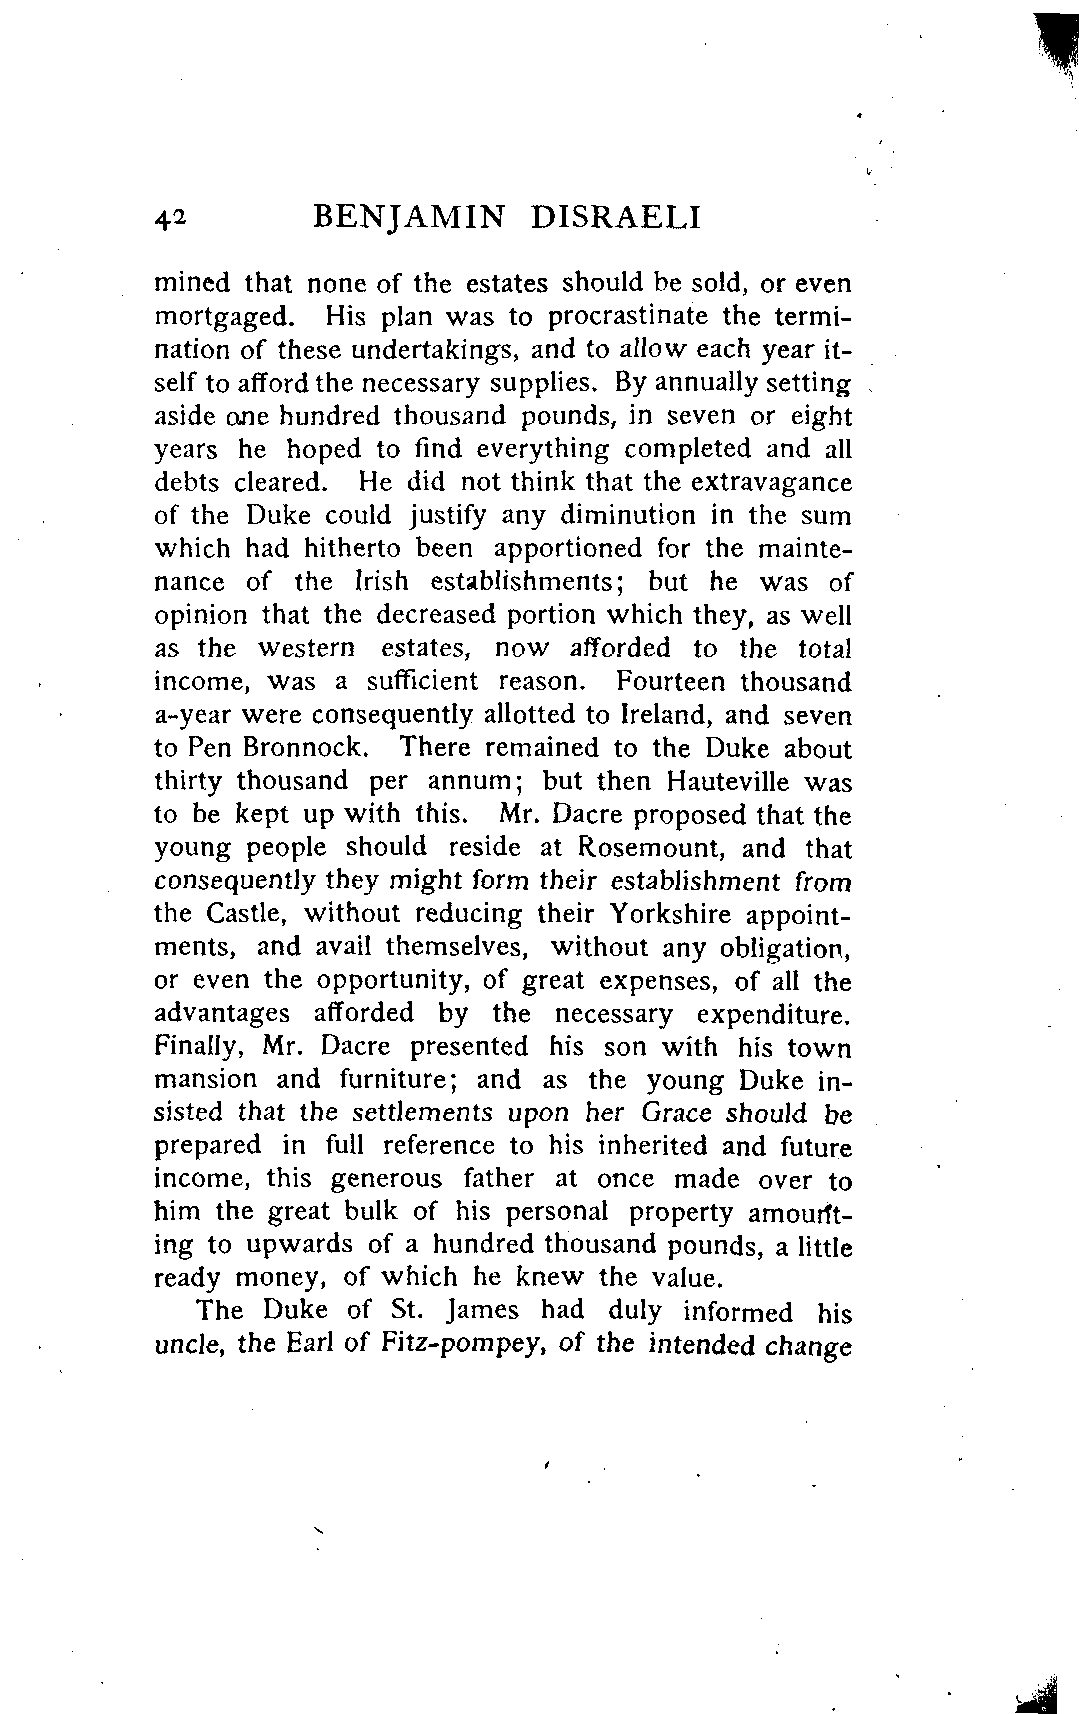 42 BENJAMIN DISRAELI
mined that none of the estates should be sold, or even
mortgaged. His plan was to procrastinate the termi-
nation of these undertakings, and to allow each year it-
self to afford the necessary supplies. By annually setting
aside one hundred thousand pounds, in seven or eight
years he hoped to find everything completed and all
debts cleared. He did not think that the extravagance
of the Duke could justify any diminution in the sum
which had hitherto been apportioned for the mainte-
nance of the Irish establishments; but he was of
opinion that the decreased portion which they, as well
as the western estates, now afforded to the total
income, was a sufficient reason. Fourteen thousand
a-year were consequently allotted to Ireland, and seven
to Pen Bronnock. There remained to the Duke about
thirty thousand per annum; but then Hauteville was
to be kept up with this. Mr. Dacre proposed that the
young people should reside at Rosemount, and that
consequently they might form their establishment from
the Castle, without reducing their Yorkshire appoint-
ments, and avail themselves, without any obligation,
or even the opportunity, of great expenses, of all the
advantages afforded by the necessary expenditure.
Finally, Mr. Dacre presented his son with his town
mansion and furniture; and as the young Duke in-
sisted that the settlements upon her Grace should be
prepared in full reference to his inherited and future
income, this generous father at once made over to
him the great bulk of his personal property amount-
ing to upwards of a hundred thousand pounds, a little
ready money, of which he knew the value.
The Duke of St. James had duly informed his
uncle, the Earl of Fitz-pompey, of the intended change